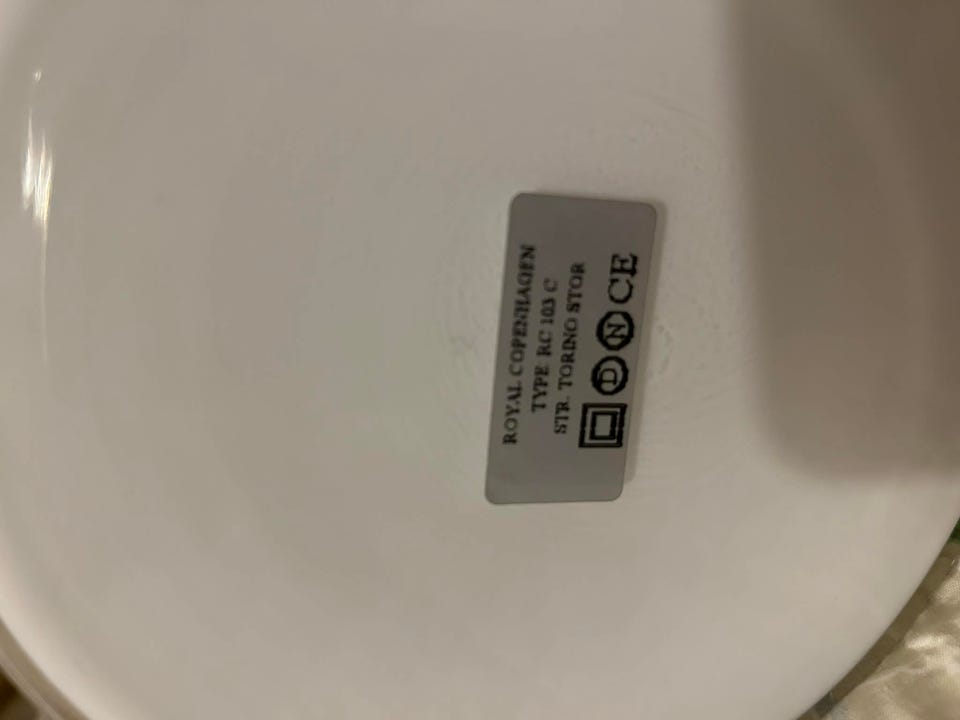 ROYAL COPENHAGEN
TYPE RC 103 C
STR. TORINO STOR
D N CE